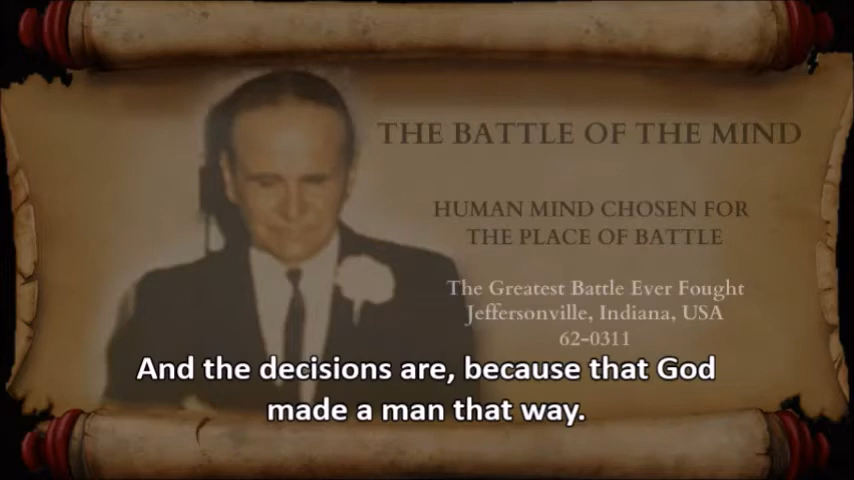 THE BATTLE OF THE MIND
HUMAN MIND CHOSEN FOR
THE PLACE OF BATTLE
The Greatest Battle Ever Fought
Jeffersonville, Indiana, USA
62-0311
And the decisions are, because that God
made a man that way.